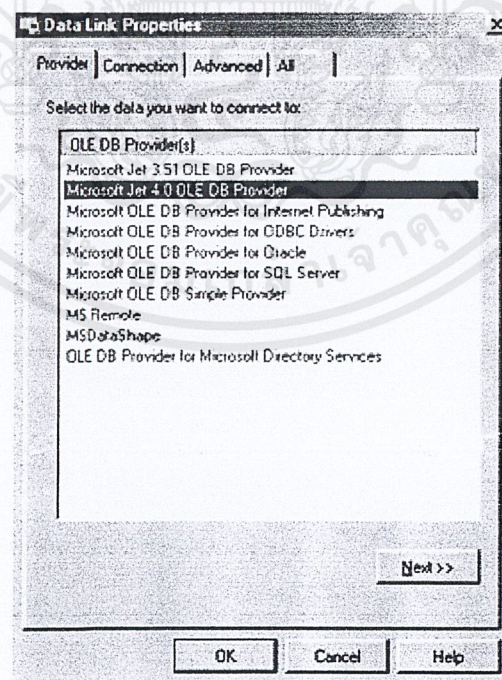 Data Link Properties
Provider Connection Advanced All
Select the data you want to connect to:
OLE DB Provider(s)
Microsoft Jet 3.51 OLE DB Provider
Microsoft Jet 4.0 OLE DB Provider
Microsoft OLE DB Provider for Internet Publishing
Microsoft OLE DB Provider for ODBC Drivers
Microsoft OLE DB Provider for Oracle
Microsoft OLE DB Provider for SQL Server
Microsoft OLE DB Simple Provider
MS Remote
MSDataShape
OLE DB Provider for Microsoft Directory Services
Next >>
OK Cancel Help